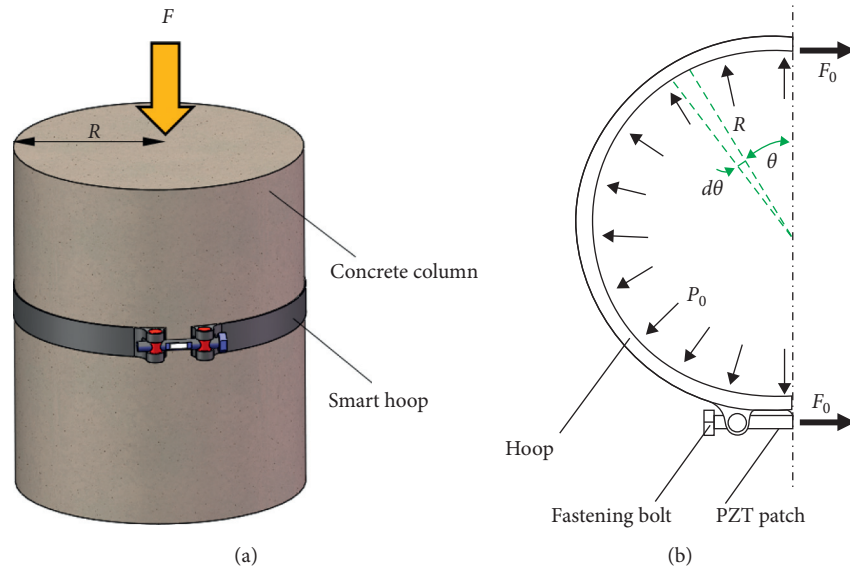 F
R
Concrete column
Smart hoop
(a)
F₀
R
θ
dθ
P₀
F₀
Hoop
Fastening bolt
PZT patch
(b)